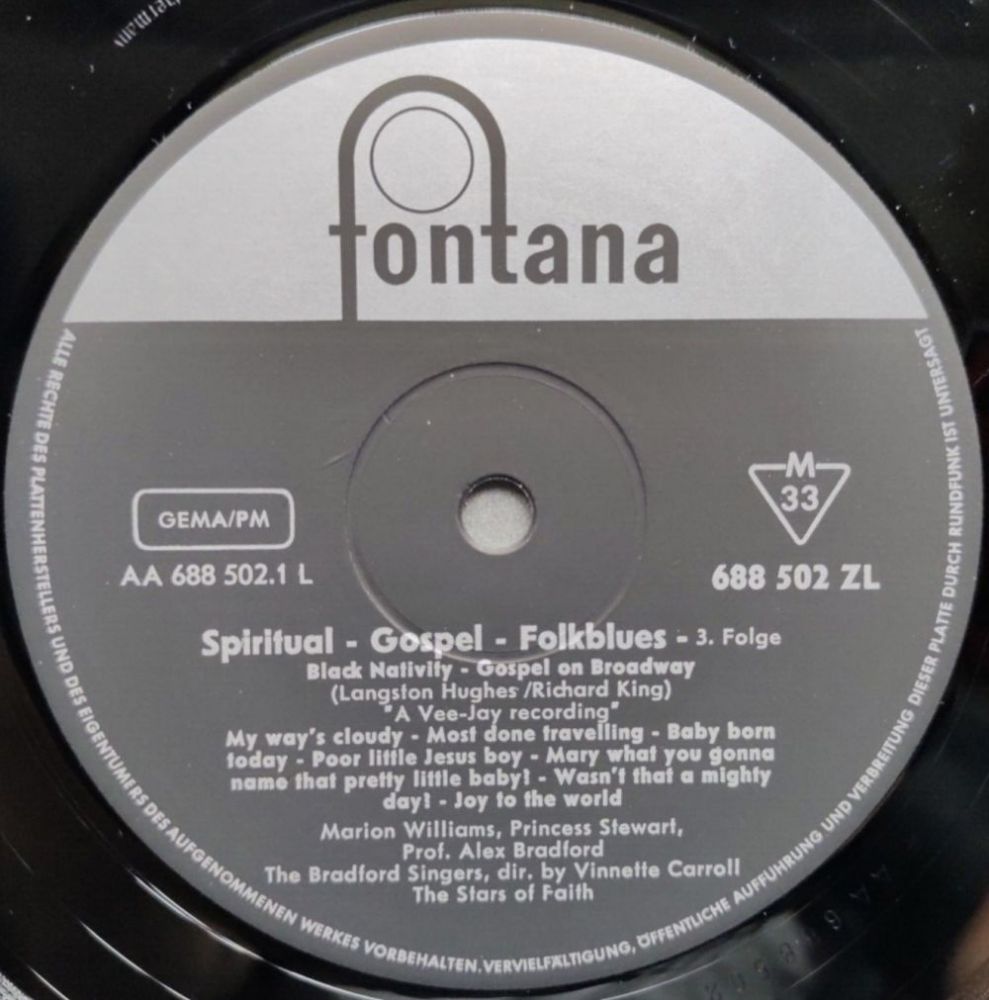 fontana
GEMA/PM
AA 688 502.1 L
M
33
688 502 ZL
Spiritual - Gospel - Folkblues - 3. Folge
Black Nativity - Gospel on Broadway
(Langston Hughes /Richard King)
"A Vee-Jay recording"
My way's cloudy - Most done travelling - Baby born
today - Poor little Jesus boy - Mary what you gonna
name that pretty little baby? - Wasn't that a mighty
day? - Joy to the world
Marion Williams, Princess Stewart,
Prof. Alex Bradford
The Bradford Singers, dir. by Vinnette Carroll
The Stars of Faith
ALLE RECHTE DES PLATTENHERSTELLERS UND DES EIGENTUMERS DES AUFGENOMMENEN WERKES VORBEHALTEN. VERVIELFÄLTIGUNG, ÖFFENTLICHE AUFFUHRUNG UND VERBREITUNG DIESER PLATTE DURCH RUNDFUNK IST UNTERSAGT